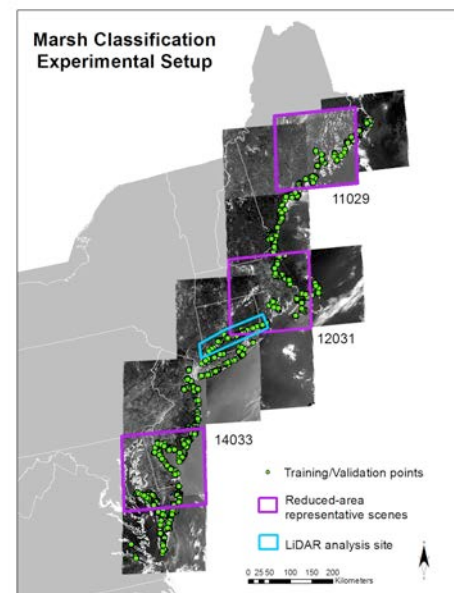 Marsh Classification
Experimental Setup
11029
12031
14033
Training/Validation points
Reduced-area
representative scenes
LiDAR analysis site
0 25 50 100 150 200
Kilometers